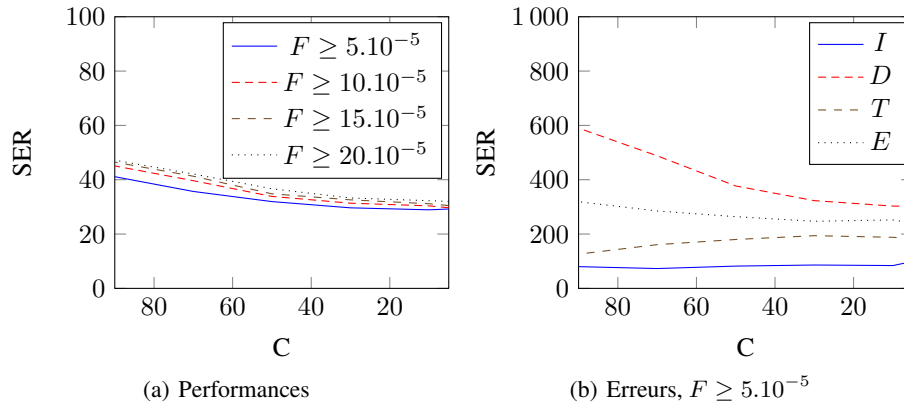 100
80
60
40
20
0
SER
80 60 40 20
C
F ≥ 5.10⁻⁵
F ≥ 10.10⁻⁵
F ≥ 15.10⁻⁵
F ≥ 20.10⁻⁵
(a) Performances
1 000
800
600
400
200
0
SER
80 60 40 20
C
I
D
T
E
(b) Erreurs, F ≥ 5.10⁻⁵